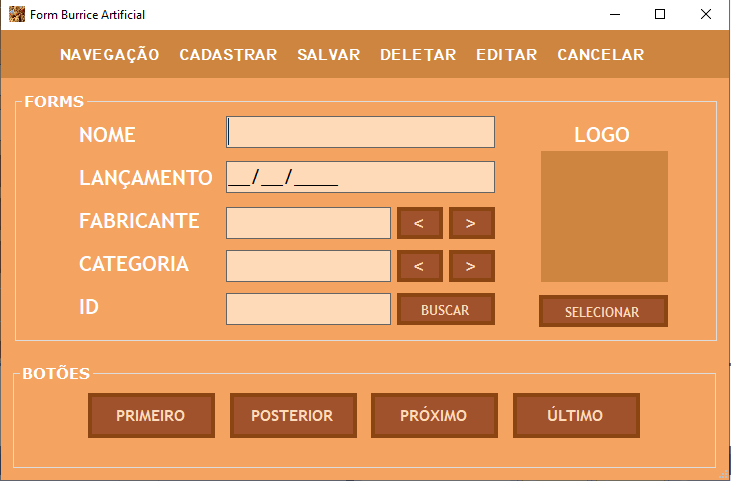 Form Burrice Artificial
NAVEGAÇÃO CADASTRAR SALVAR DELETAR EDITAR CANCELAR
FORMS
NOME
LOGO
LANÇAMENTO __/__/____
FABRICANTE < >
CATEGORIA < >
ID BUSCAR
SELECIONAR
BOTÕES
PRIMEIRO POSTERIOR PRÓXIMO ÚLTIMO